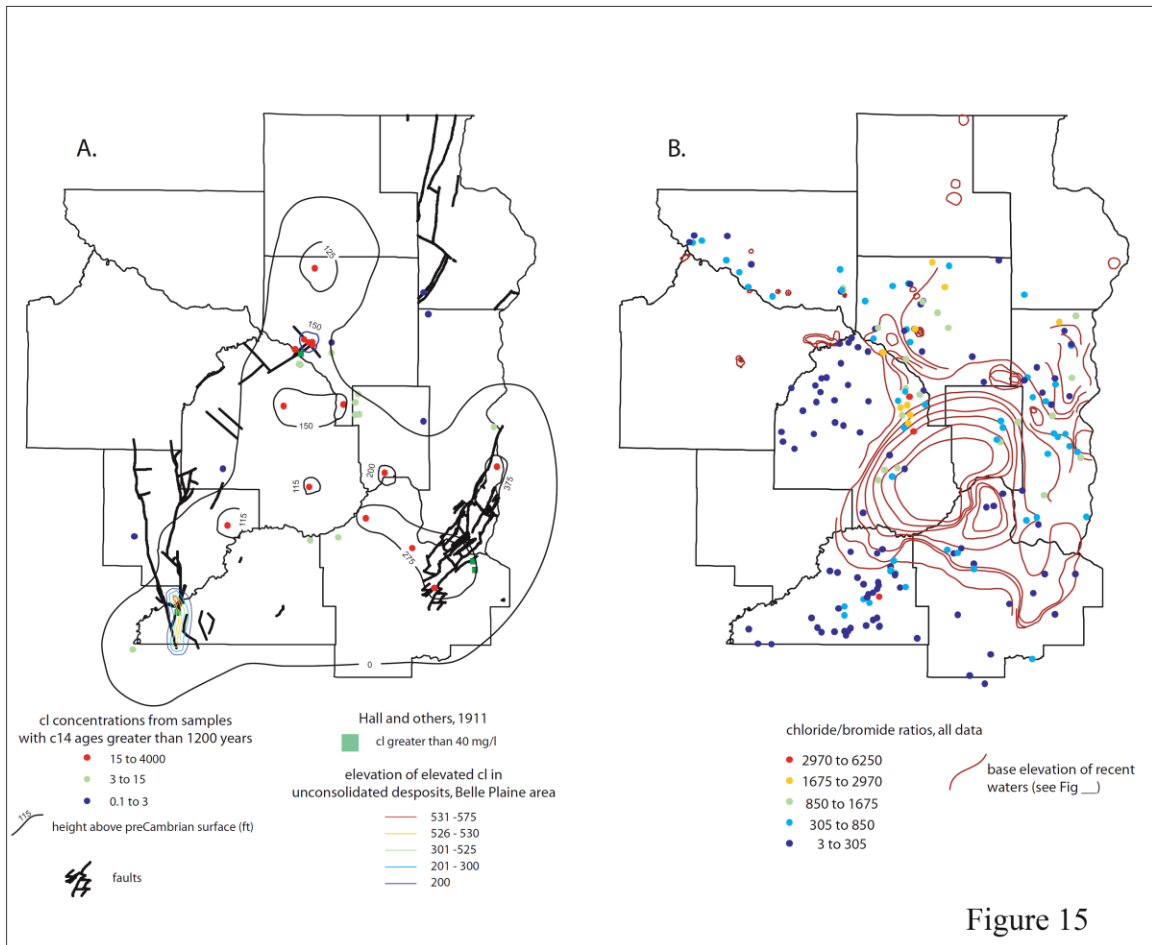 A.
B.
125
150
150
115
200
375
115
275
0
cl concentrations from samples
with c14 ages greater than 1200 years
15 to 4000
3 to 15
0.1 to 3
115
height above preCambrian surface (ft)
faults
Hall and others, 1911
cl greater than 40 mg/l
elevation of elevated cl in
unconsolidated desposits, Belle Plaine area
531 -575
526 - 530
301 -525
201 - 300
200
chloride/bromide ratios, all data
2970 to 6250
1675 to 2970
850 to 1675
305 to 850
3 to 305
base elevation of recent
waters (see Fig __)
Figure 15